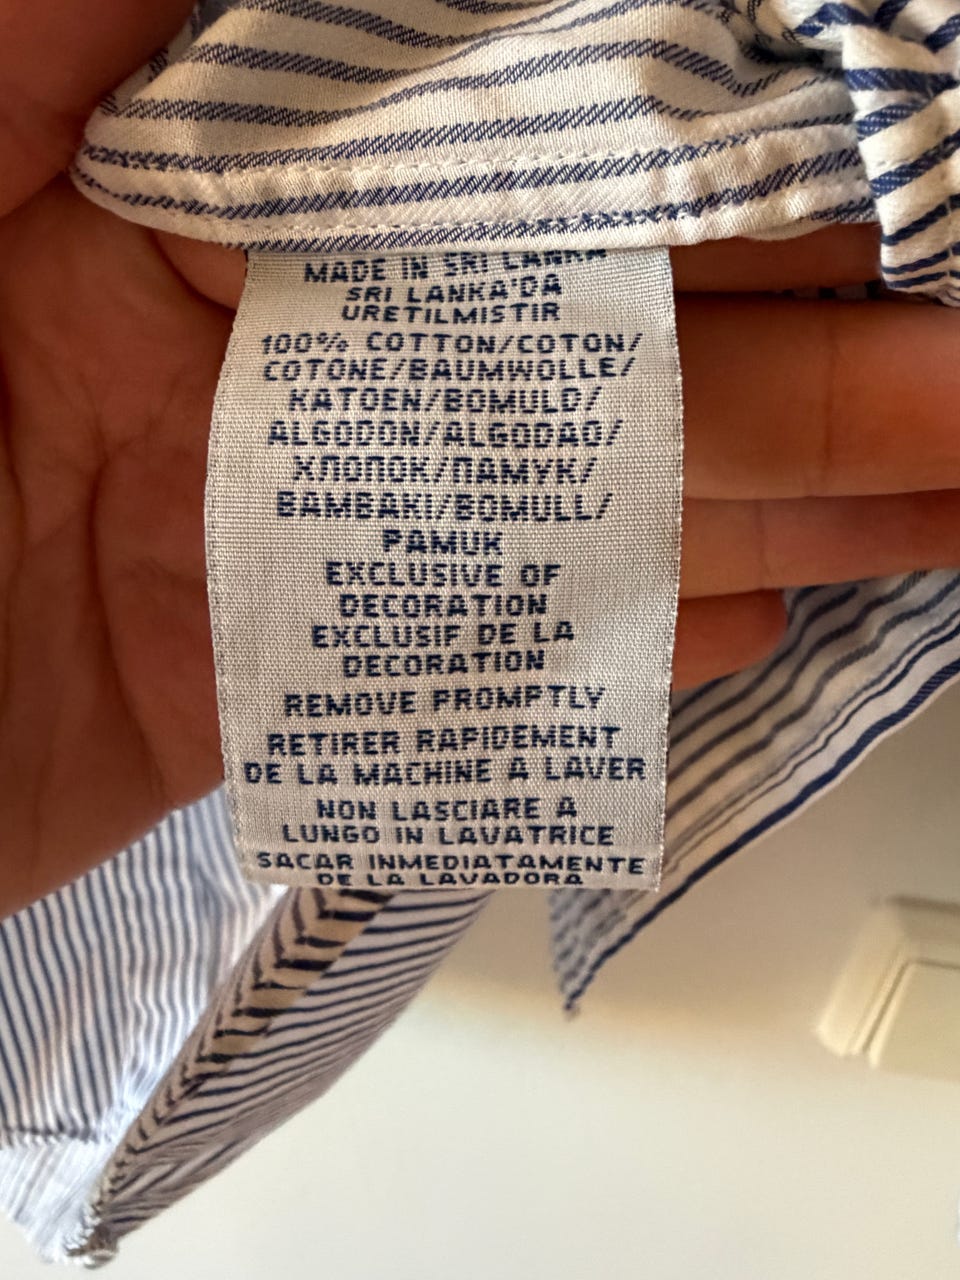 MADE IN SRI LANKA
SRI LANKA'DA
URETILMISTIR
100% COTTON/COTON/
COTONE/BAUMWOLLE/
KATOEN/BOMULD/
ALGODON/ALGODAO/
ХЛОПОК/ПАМУК/
BAMBAKI/BOMULL/
PAMUK
EXCLUSIVE OF
DECORATION
EXCLUSIF DE LA
DECORATION
REMOVE PROMPTLY
RETIRER RAPIDEMENT
DE LA MACHINE A LAVER
NON LASCIARE A
LUNGO IN LAVATRICE
SACAR INMEDIATAMENTE
DE LA LAVADORA